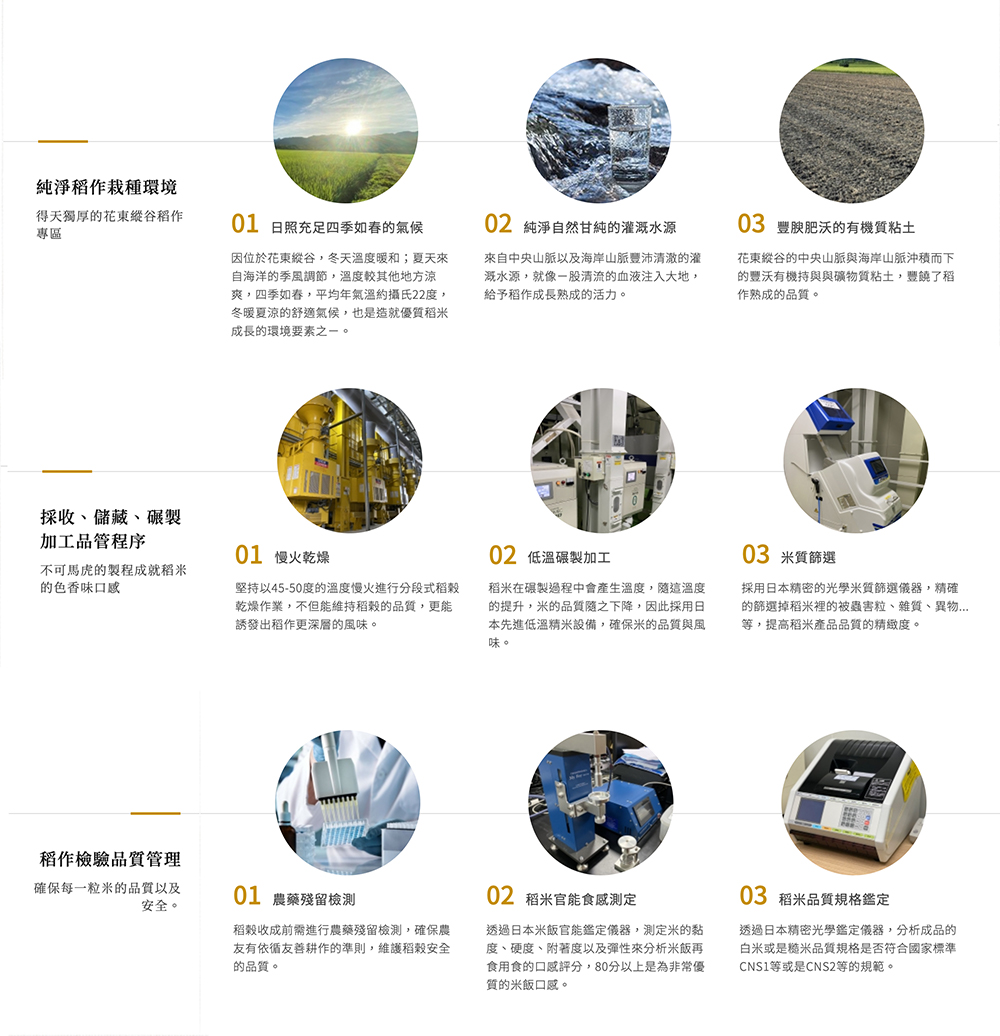 純淨稻作栽種環境
得天獨厚的花東縱谷稻作
專區
01 日照充足四季如春的氣候
因位於花東縱谷，冬天溫度暖和；夏天來
自海洋的季風調節，溫度較其他地方涼
爽，四季如春，平均年氣溫約攝氏22度，
冬暖夏涼的舒適氣候，也是造就優質稻米
成長的環境要素之一。
02 純淨自然甘純的灌溉水源
來自中央山脈以及海岸山脈豐沛清澈的灌
溉水源，就像一股清流的血液注入大地，
給予稻作成長熟成的活力。
03 豐腴肥沃的有機質粘土
花東縱谷的中央山脈與海岸山脈沖積而下
的豐沃有機持與與礦物質粘土，豐饒了稻
作熟成的品質。
採收、儲藏、碾製
加工品管程序
不可馬虎的製程成就稻米
的色香味口感
01 慢火乾燥
堅持以45-50度的溫度慢火進行分段式稻穀
乾燥作業，不但能維持稻穀的品質，更能
誘發出稻作更深層的風味。
02 低溫碾製加工
稻米在碾製過程中會產生溫度，隨這溫度
的提升，米的品質隨之下降，因此採用日
本先進低溫精米設備，確保米的品質與風
味。
03 米質篩選
採用日本精密的光學米質篩選儀器，精確
的篩選掉稻米裡的被蟲害粒、雜質、異物...
等，提高稻米產品品質的精緻度。
稻作檢驗品質管理
確保每一粒米的品質以及
安全。
01 農藥殘留檢測
稻穀收成前需進行農藥殘留檢測，確保農
友有依循友善耕作的準則，維護稻穀安全
的品質。
02 稻米官能食感測定
透過日本米飯官能鑑定儀器，測定米的黏
度、硬度、附著度以及彈性來分析米飯再
食用食的口感評分，80分以上是為非常優
質的米飯口感。
03 稻米品質規格鑑定
透過日本精密光學鑑定儀器，分析成品的
白米或是糙米品質規格是否符合國家標準
CNS1等或是CNS2等的規範。